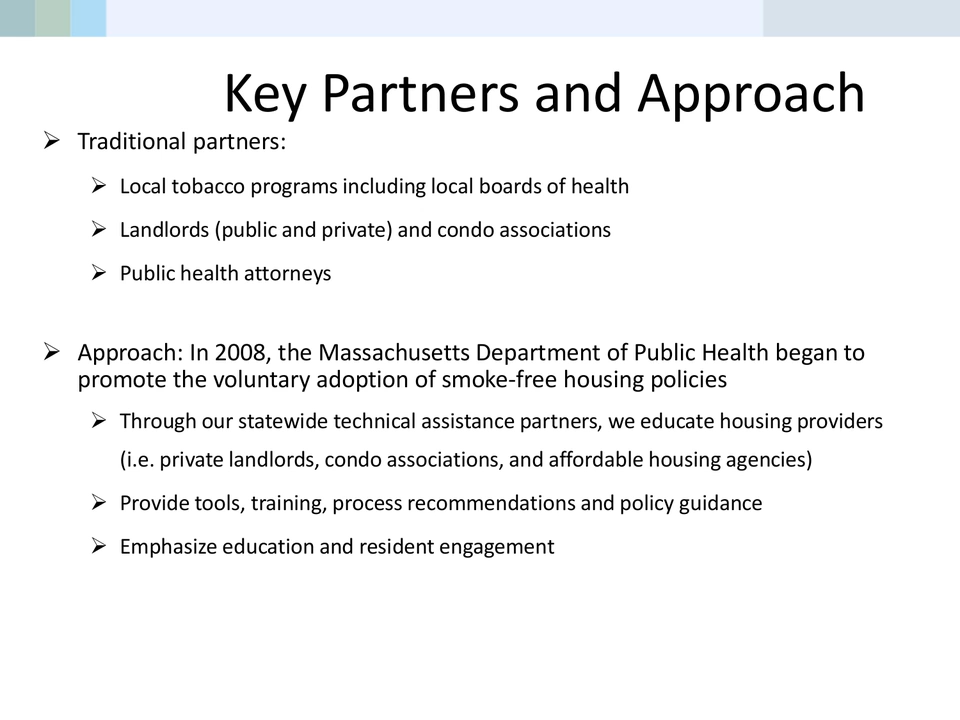 Key Partners and Approach
➢ Traditional partners:
➢ Local tobacco programs including local boards of health
➢ Landlords (public and private) and condo associations
➢ Public health attorneys
➢ Approach: In 2008, the Massachusetts Department of Public Health began to
promote the voluntary adoption of smoke-free housing policies
➢ Through our statewide technical assistance partners, we educate housing providers
(i.e. private landlords, condo associations, and affordable housing agencies)
➢ Provide tools, training, process recommendations and policy guidance
➢ Emphasize education and resident engagement